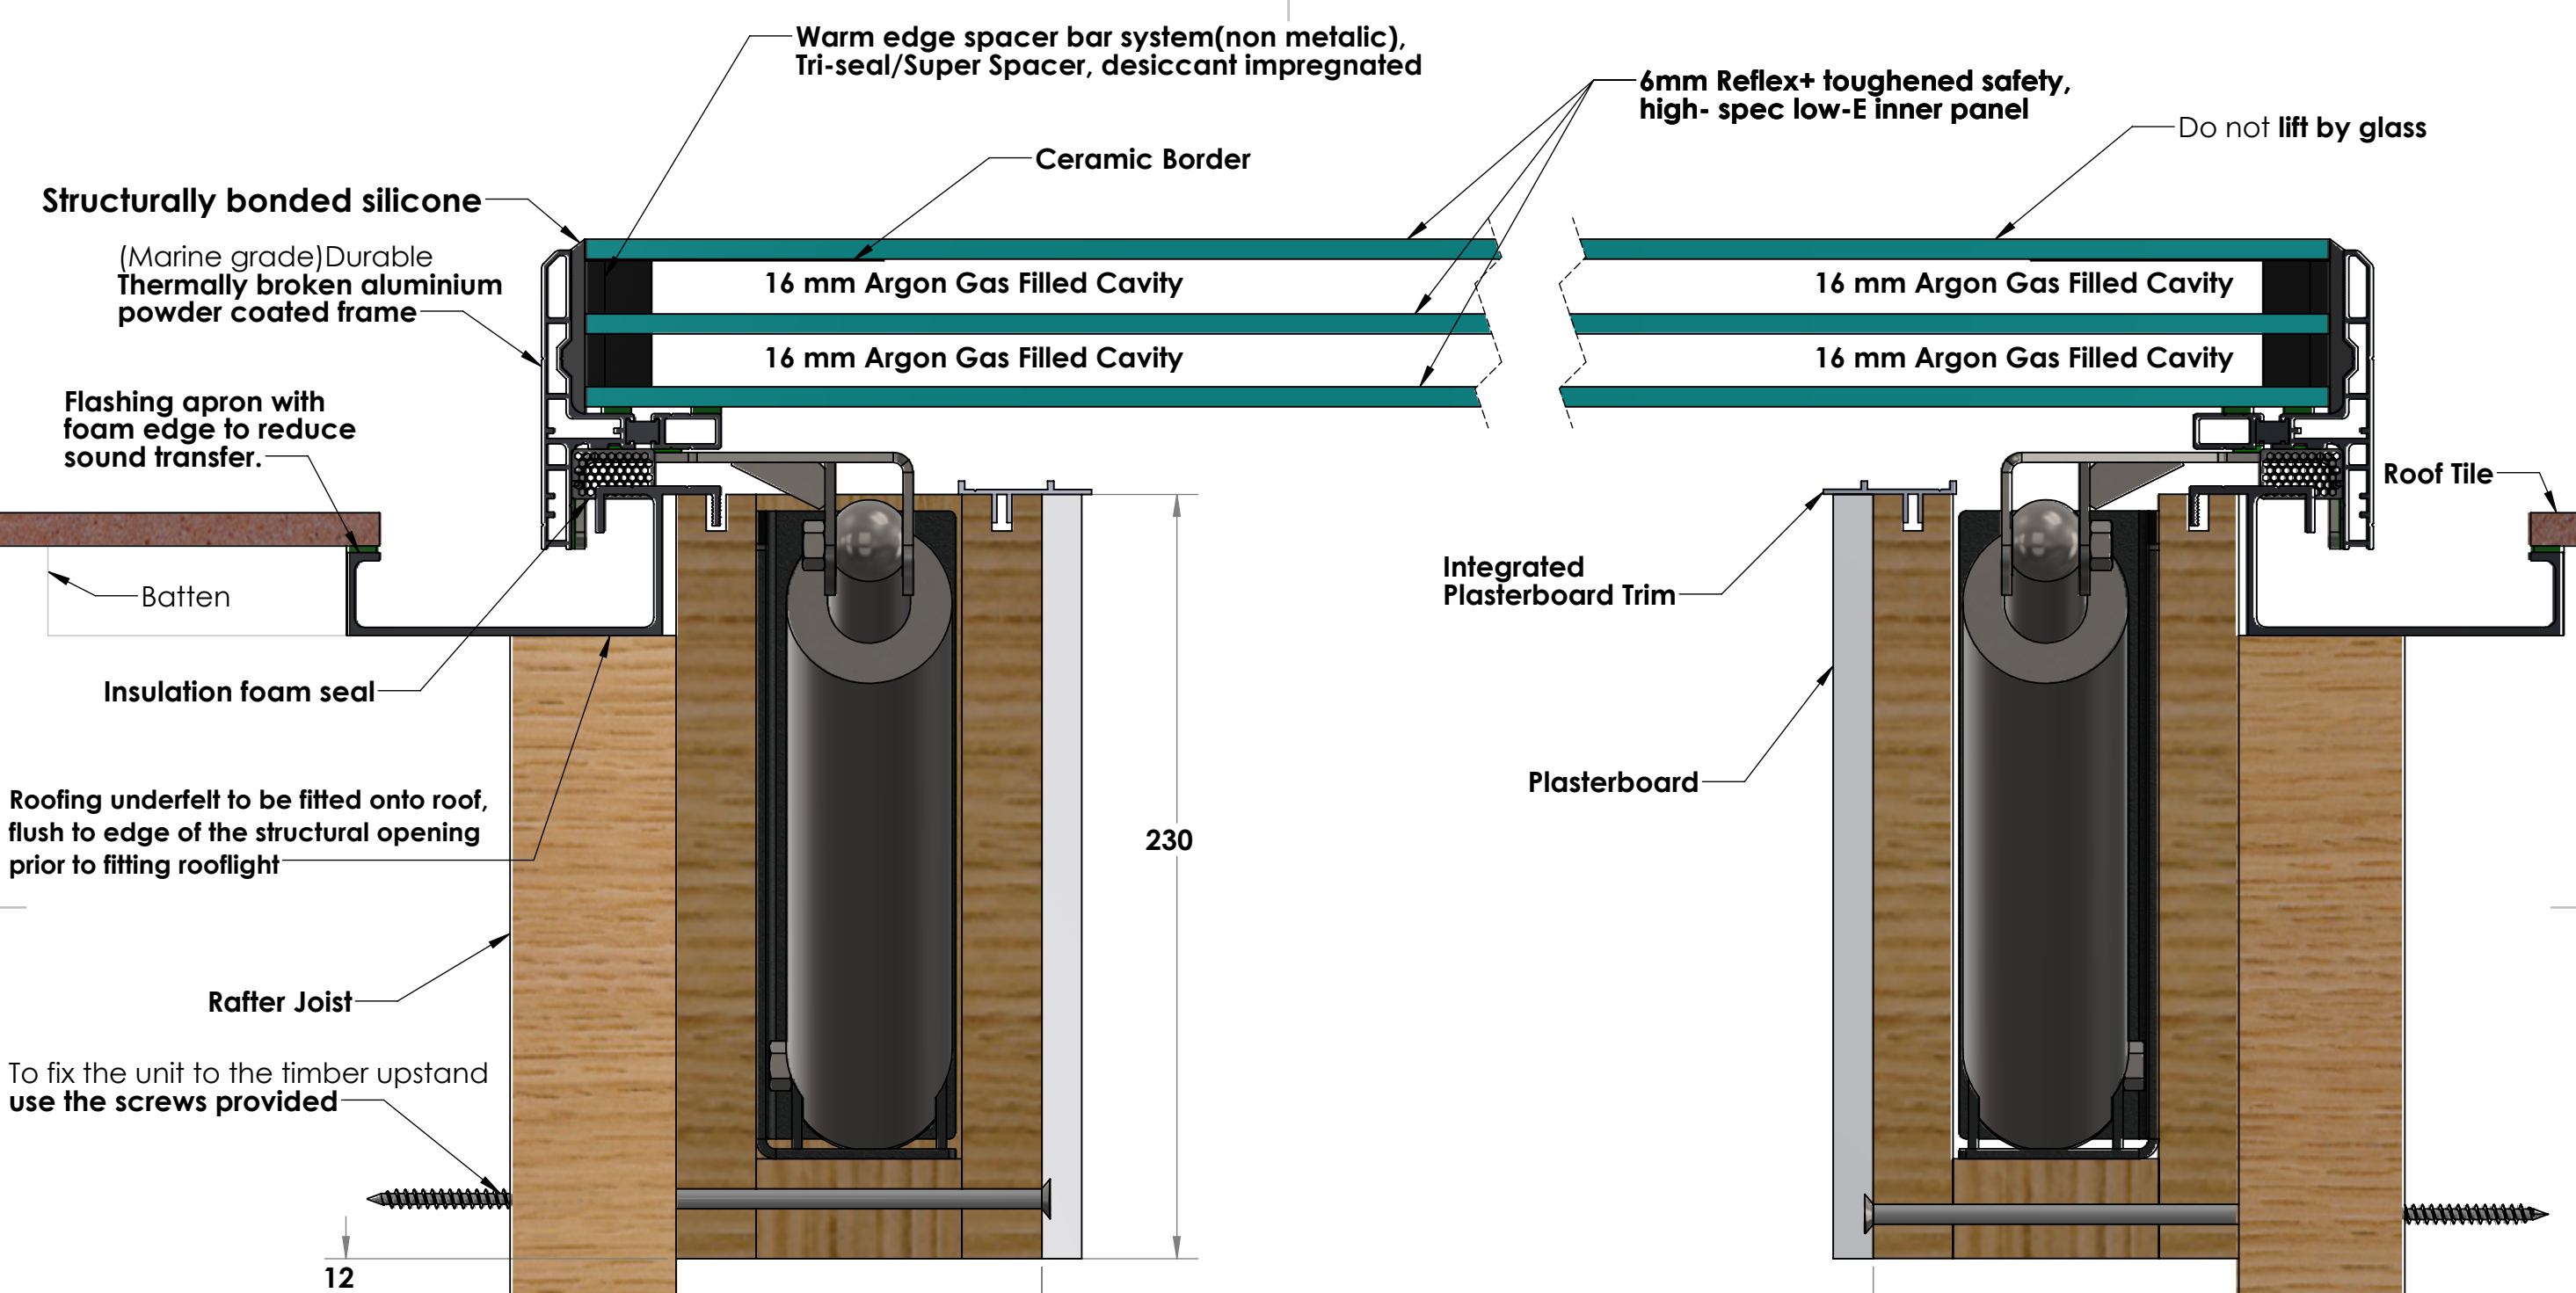 Warm edge spacer bar system(non metalic),
Tri-seal/Super Spacer, desiccant impregnated
6mm Reflex+ toughened safety,
high- spec low-E inner panel
Do not lift by glass
Ceramic Border
Structurally bonded silicone
(Marine grade)Durable
Thermally broken aluminium
powder coated frame
16 mm Argon Gas Filled Cavity
16 mm Argon Gas Filled Cavity
16 mm Argon Gas Filled Cavity
16 mm Argon Gas Filled Cavity
Flashing apron with
foam edge to reduce
sound transfer.
Roof Tile
Batten
Integrated
Plasterboard Trim
Insulation foam seal
Plasterboard
Roofing underfelt to be fitted onto roof,
flush to edge of the structural opening
prior to fitting rooflight
230
Rafter Joist
To fix the unit to the timber upstand
use the screws provided
12